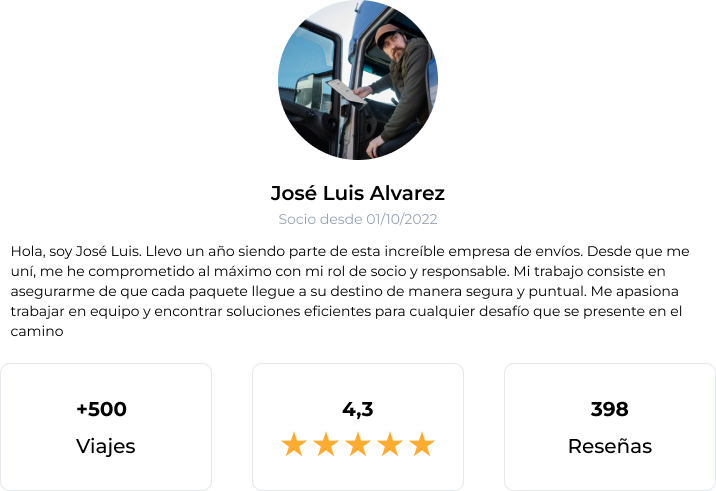 José Luis Alvarez
Socio desde 01/10/2022
Hola, soy José Luis. Llevo un año siendo parte de esta increíble empresa de envíos. Desde que me
uní, me he comprometido al máximo con mi rol de socio y responsable. Mi trabajo consiste en
asegurarme de que cada paquete llegue a su destino de manera segura y puntual. Me apasiona
trabajar en equipo y encontrar soluciones eficientes para cualquier desafío que se presente en el
camino
+500
Viajes
4,3
398
Reseñas